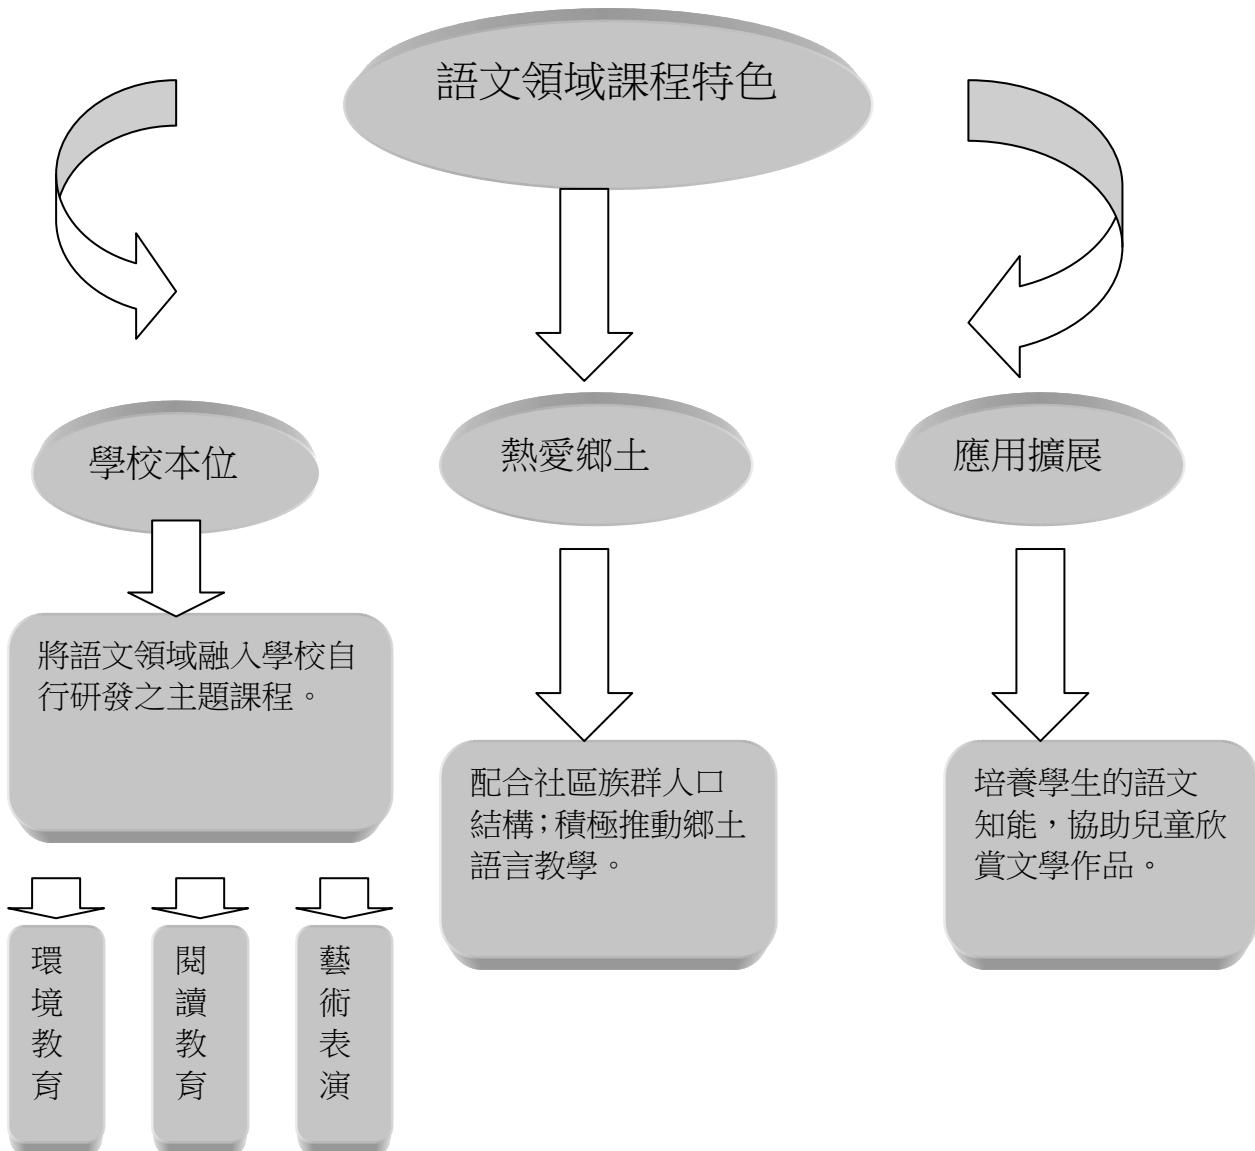 語文領域課程特色
學校本位
熱愛鄉土
應用擴展
將語文領域融入學校自
行研發之主題課程。
配合社區族群人口
結構；積極推動鄉土
語言教學。
培養學生的語文
知能，協助兒童欣
賞文學作品。
環境教育
閱讀教育
藝術表演